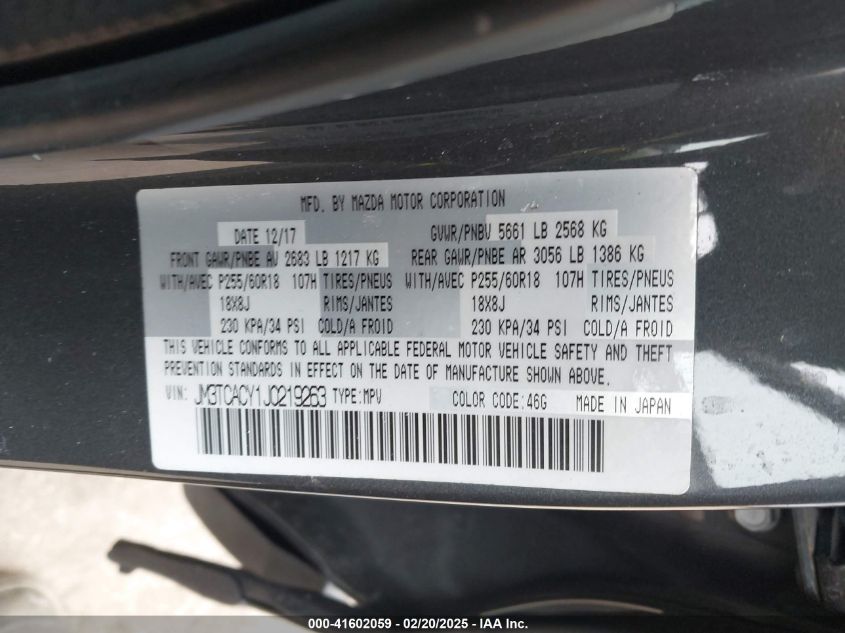 MFD. BY MAZDA MOTOR CORPORATION
DATE 12/17 GVWR/PNBV 5661 LB 2568 KG
FRONT GAWR/PNBE AV 2683 LB 1217 KG REAR GAWR/PNBE AR 3056 LB 1386 KG
WITH/AVEC P255/60R18 107H TIRES/PNEUS WITH/AVEC P255/60R18 107H TIRES/PNEUS
18X8J RIMS/JANTES 18X8J RIMS/JANTES
230 KPA/34 PSI COLD/A FROID 230 KPA/34 PSI COLD/A FROID
THIS VEHICLE CONFORMS TO ALL APPLICABLE FEDERAL MOTOR VEHICLE SAFETY AND THEFT
PREVENTION STANDARDS IN EFFECT ON THE DATE OF MANUFACTURE SHOWN ABOVE.
VIN: JM3TCACY1J0219263 TYPE:MPV COLOR CODE:46G MADE IN JAPAN
000-41602059 - 02/20/2025 - IAA Inc.